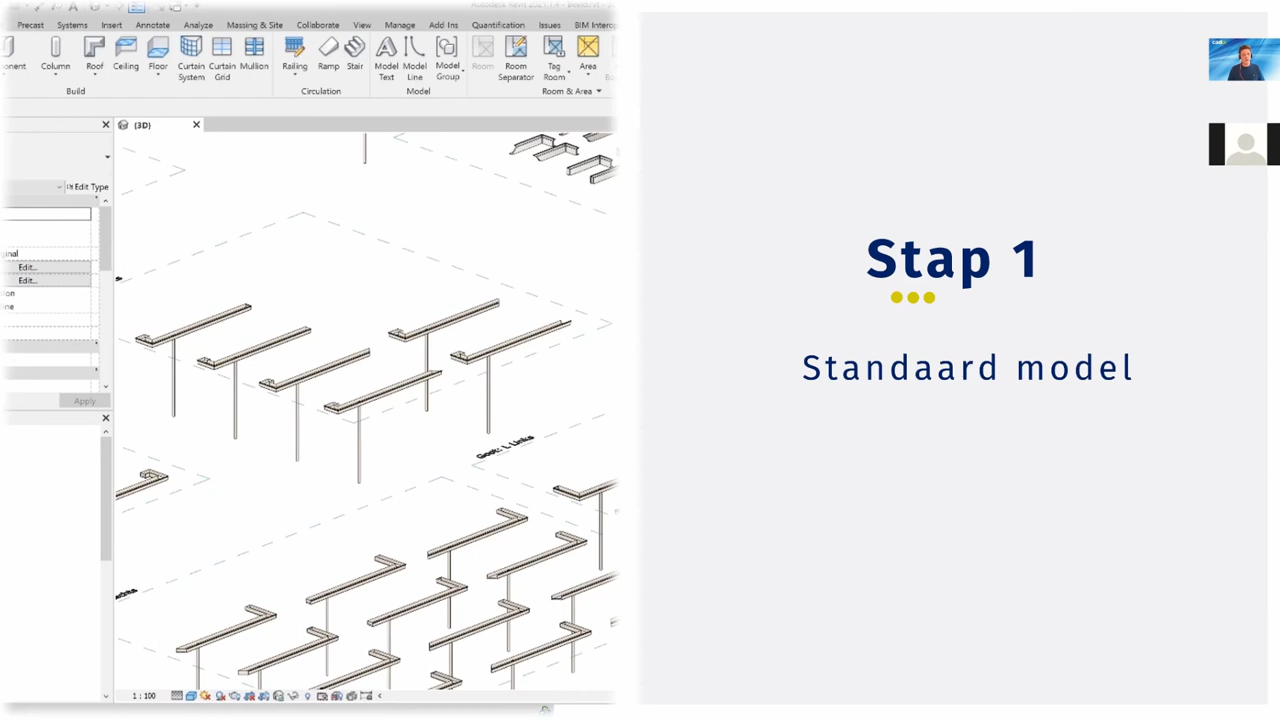 Precast Systems Insert Annotate Analyze Massing & Site Collaborate View Manage Add Ins Quantification Issues
Column Roof Ceiling Floor Curtain System Curtain Grid Mullion Railing Ramp Stair Model Text Model Line Model Group Room Room Separator Tag Room Area
Build Circulation Model Room & Area
{3D}
Edit Type
Edit...
Edit...
Apply
Goot: L Links
1 : 100
Stap 1
Standaard model